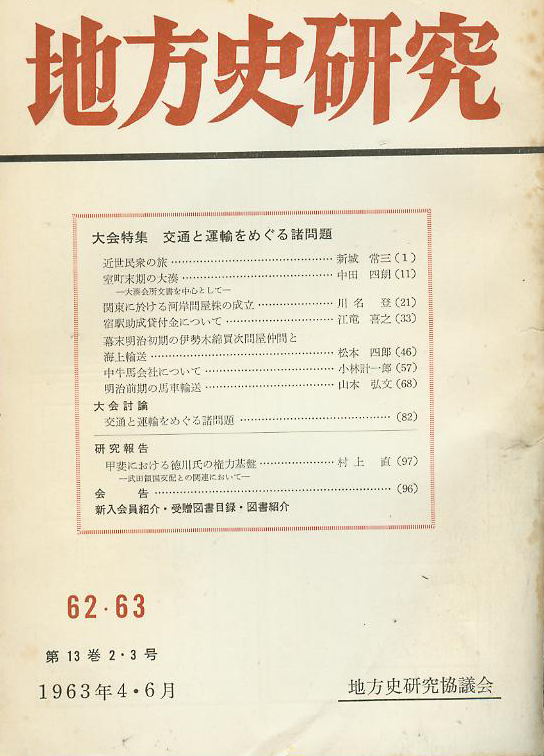 地方史研究
大会特集 交通と運輸をめぐる諸問題
近世民衆の旅 新城 常三(1)
室町末期の大湊 中田 四朗(11)
―大湊会所文書を中心として―
関東に於ける河岸問屋株の成立 川名 登(21)
宿駅助成貸付金について 江竜 喜之(33)
幕末明治初期の伊勢木綿買次問屋仲間と
海上輸送 松本 四郎(46)
中牛馬会社について 小林計一郎(57)
明治前期の馬車輸送 山本 弘文(68)
大会討論
交通と運輸をめぐる諸問題 (82)
研究報告
甲斐における徳川氏の権力基盤 村上 直(97)
―武田領国支配との関連において―
会 告 (96)
新入会員紹介・受贈図書目録・図書紹介
62・63
第13巻2・3号
1963年4・6月
地方史研究協議会